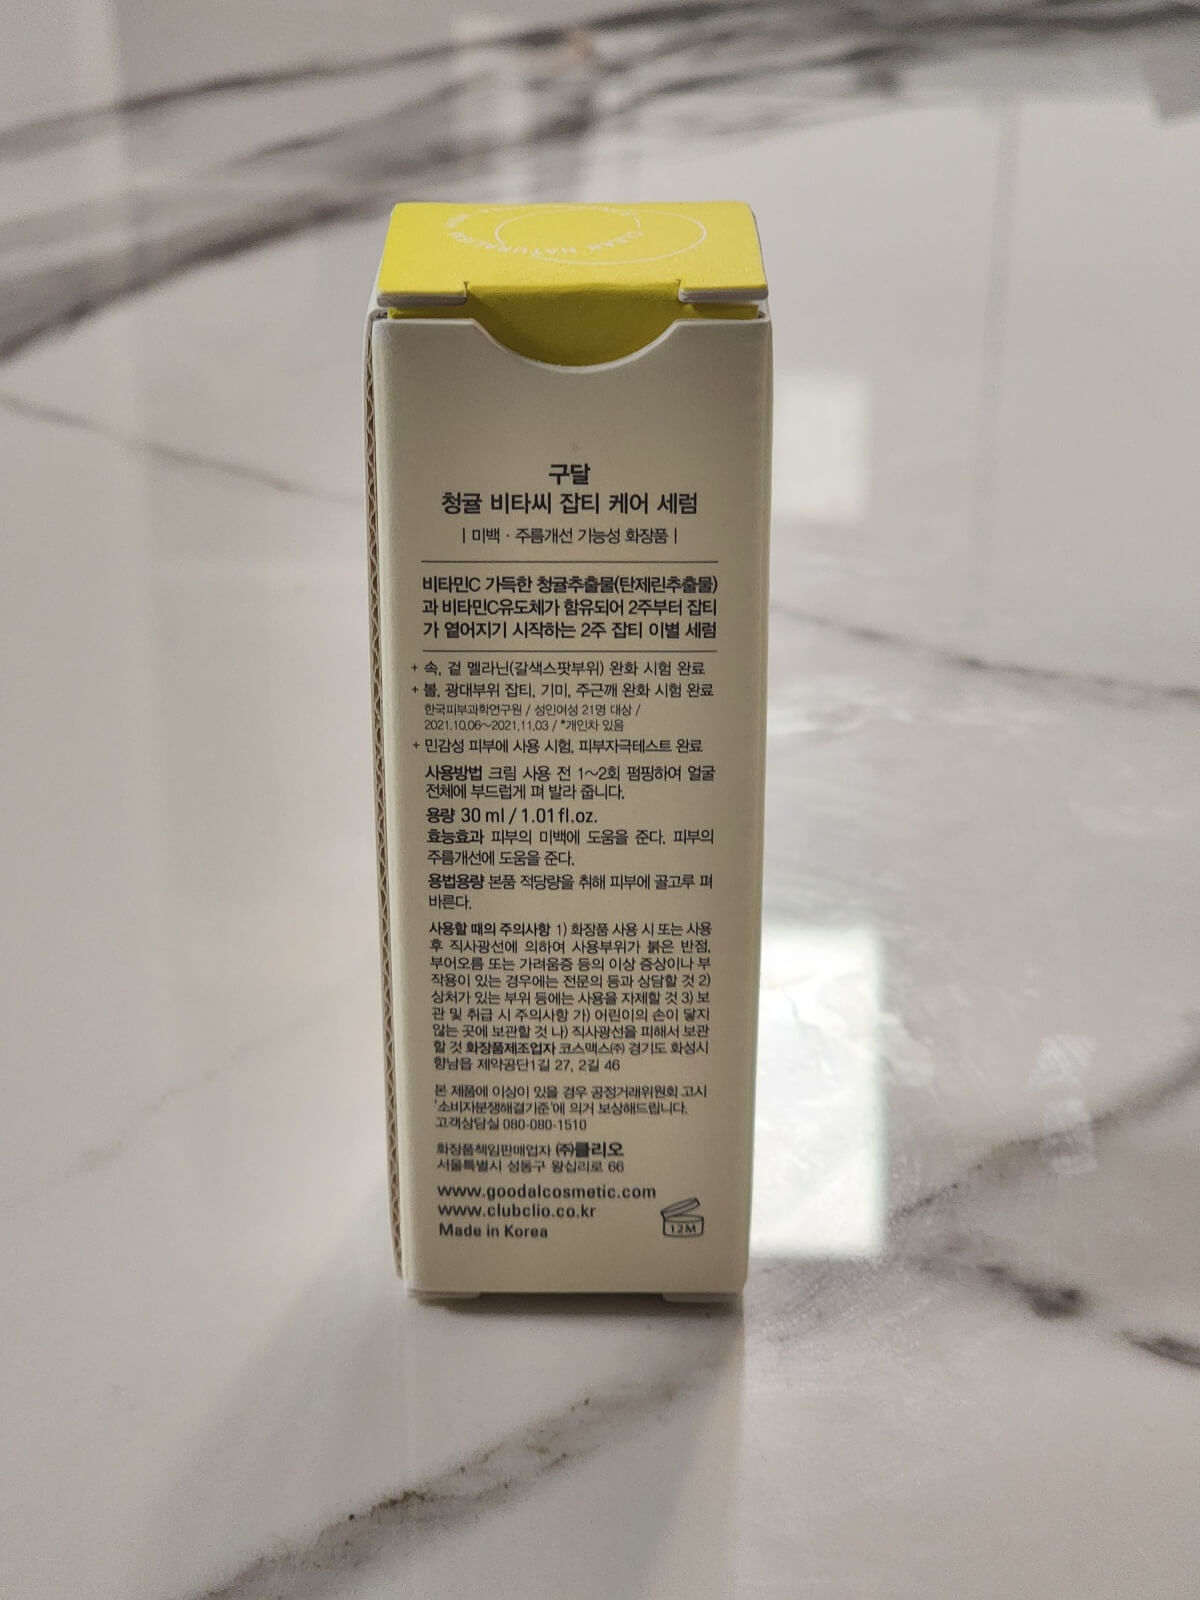 CLEAN NATURALISM
구달
청귤 비타씨 잡티 케어 세럼
| 미백 · 주름개선 기능성 화장품 |
비타민C 가득한 청귤추출물(탄제린추출물)
과 비타민C유도체가 함유되어 2주부터 잡티
가 옅어지기 시작하는 2주 잡티 이별 세럼
+ 속, 겉 멜라닌(갈색스팟부위) 완화 시험 완료
+ 볼, 광대부위 잡티, 기미, 주근깨 완화 시험 완료
한국피부과학연구원 / 성인여성 21명 대상 /
2021.10.06~2021.11.03 / *개인차 있음
+ 민감성 피부에 사용 시험, 피부자극테스트 완료
사용방법 크림 사용 전 1~2회 펌핑하여 얼굴
전체에 부드럽게 펴 발라 줍니다.
용량 30 ml / 1.01 fl.oz.
효능효과 피부의 미백에 도움을 준다. 피부의
주름개선에 도움을 준다.
용법용량 본품 적당량을 취해 피부에 골고루 펴
바른다.
사용할 때의 주의사항 1) 화장품 사용 시 또는 사용
후 직사광선에 의하여 사용부위가 붉은 반점,
부어오름 또는 가려움증 등의 이상 증상이나 부
작용이 있는 경우에는 전문의 등과 상담할 것 2)
상처가 있는 부위 등에는 사용을 자제할 것 3) 보
관 및 취급 시 주의사항 가) 어린이의 손이 닿지
않는 곳에 보관할 것 나) 직사광선을 피해서 보관
할 것 화장품제조업자 코스맥스㈜ 경기도 화성시
향남읍 제약공단1길 27, 2길 46
본 제품에 이상이 있을 경우 공정거래위원회 고시
'소비자분쟁해결기준'에 의거 보상해드립니다.
고객상담실 080-080-1510
화장품책임판매업자 ㈜클리오
서울특별시 성동구 왕십리로 66
www.goodalcosmetic.com
www.clubclio.co.kr
Made in Korea
12M